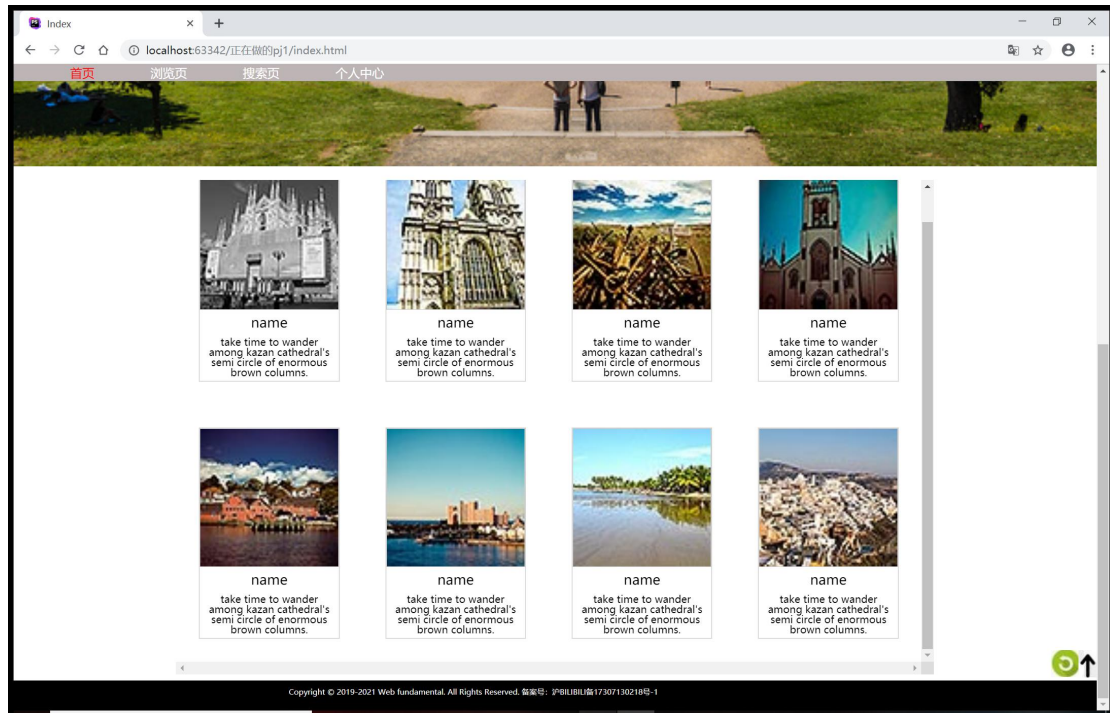 Index
localhost:63342/正在做的pj1/index.html
首页 浏览页 搜索页 个人中心
name name name name
take time to wander take time to wander take time to wander take time to wander
among kazan cathedral's among kazan cathedral's among kazan cathedral's among kazan cathedral's
semi circle of enormous semi circle of enormous semi circle of enormous semi circle of enormous
brown columns. brown columns. brown columns. brown columns.
name name name name
take time to wander take time to wander take time to wander take time to wander
among kazan cathedral's among kazan cathedral's among kazan cathedral's among kazan cathedral's
semi circle of enormous semi circle of enormous semi circle of enormous semi circle of enormous
brown columns. brown columns. brown columns. brown columns.
Copyright © 2019-2021 Web fundamental. All Rights Reserved. 备案号：沪BILIBILI备17307130218号-1